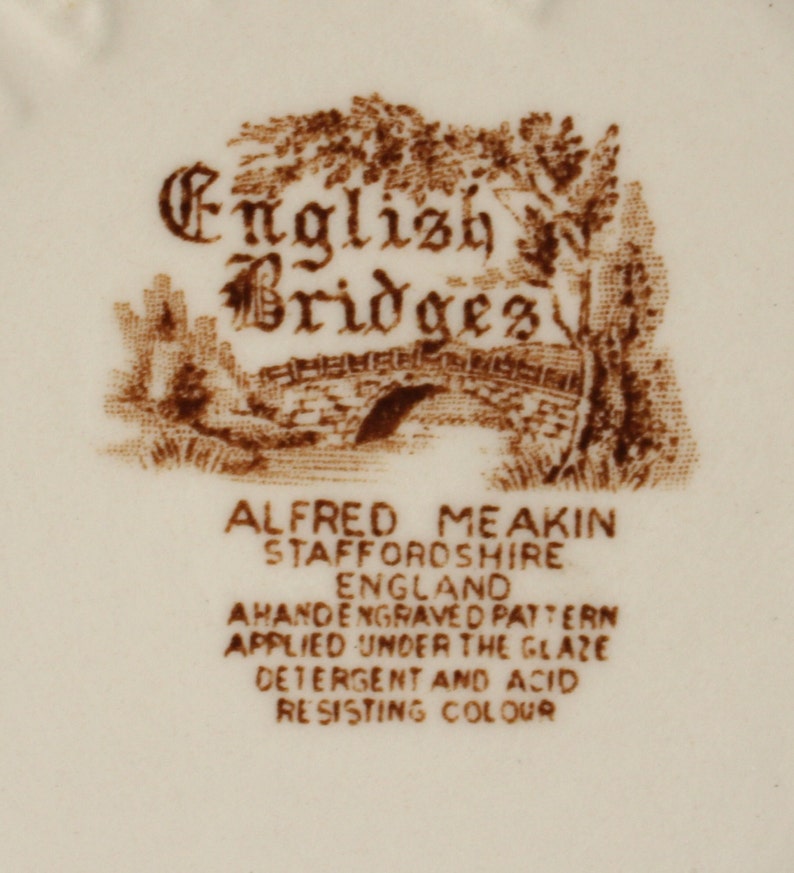 English
Bridges
ALFRED MEAKIN
STAFFORDSHIRE
ENGLAND
A HAND ENGRAVED PATTERN
APPLIED UNDER THE GLAZE
DETERGENT AND ACID
RESISTING COLOUR